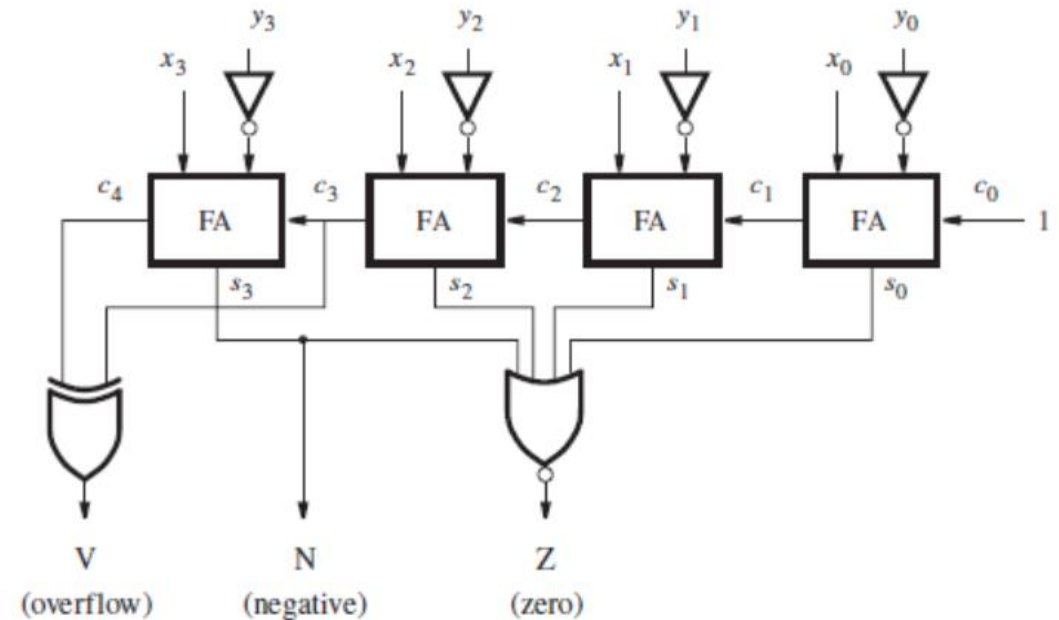 y₃ y₂ y₁ y₀
x₃ x₂ x₁ x₀
c₄ c₃ c₂ c₁ c₀
FA FA FA FA 1
s₃ s₂ s₁ s₀
V N Z
(overflow) (negative) (zero)